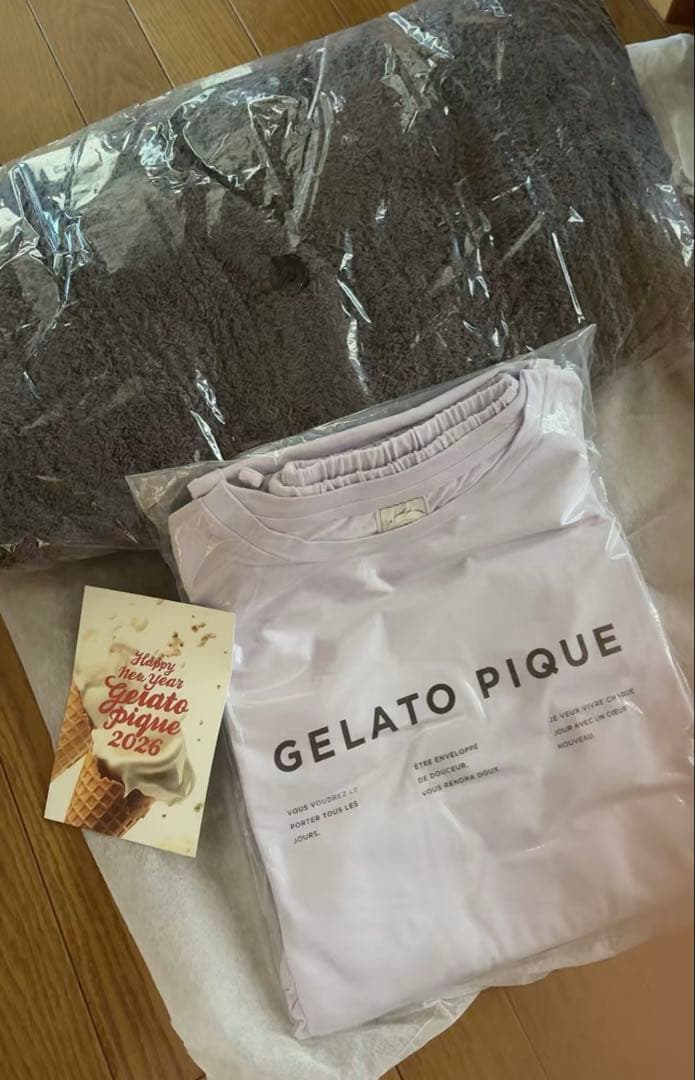 Happy
New Year
Gelato
Pique
2026
GELATO PIQUE
VOUS VOUDREZ LE
PORTER TOUS LES
JOURS.
ÊTRE ENVELOPPÉ
DE DOUCEUR,
VOUS RENDRA DOUX.
JE VEUX VIVRE CHAQUE
JOUR AVEC UN CŒUR
NOUVEAU.